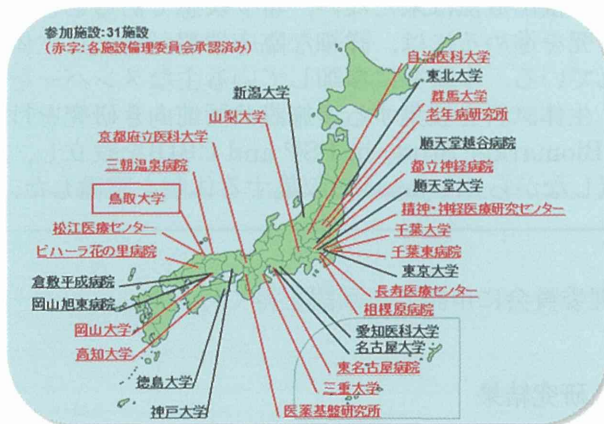 参加施設:31施設
(赤字: 各施設倫理委員会承認済み)
自治医科大学
東北大学
群馬大学
老年病研究所
順天堂越谷病院
都立神経病院
順天堂大学
精神・神経医療研究センター
千葉大学
千葉東病院
東京大学
長寿医療センター
相模原病院
愛知医科大学
名古屋大学
東名古屋病院
三重大学
医薬基盤研究所
新潟大学
山梨大学
京都府立医科大学
三朝温泉病院
鳥取大学
松江医療センター
ビハーラ花の里病院
倉敷平成病院
岡山旭東病院
岡山大学
高知大学
徳島大学
神戸大学